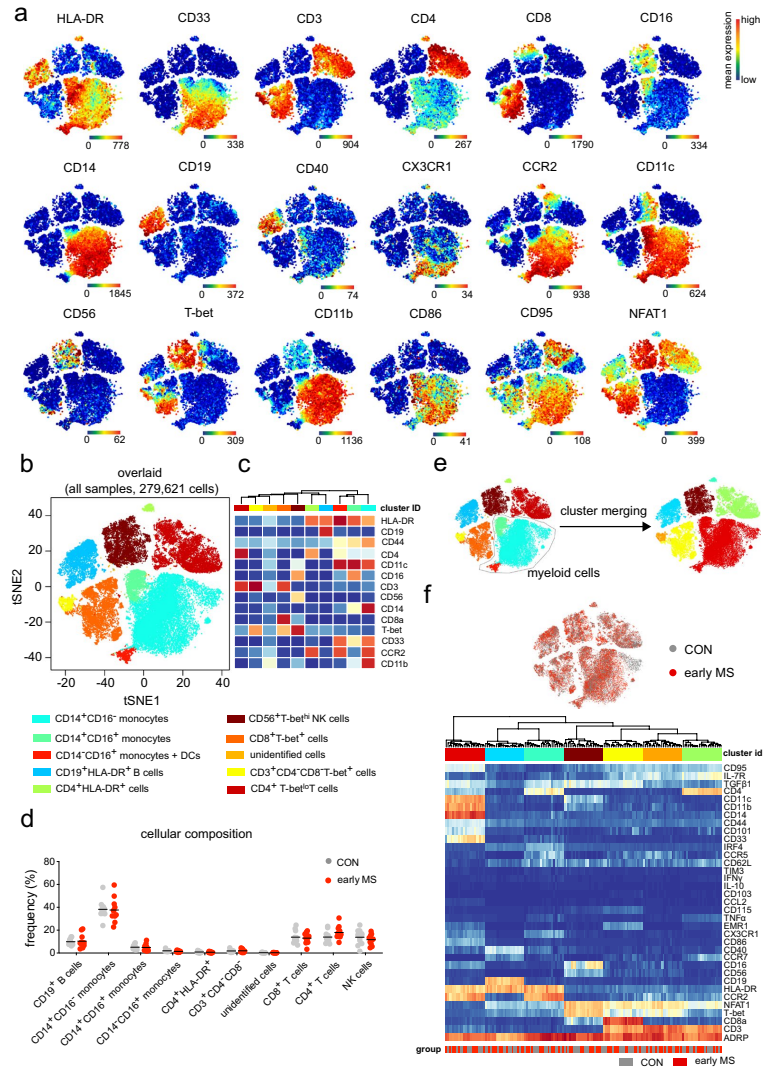 a
HLA-DR CD33 CD3 CD4 CD8 CD16
high
mean expression
low
0 778 0 338 0 904 0 267 0 1790 0 334
CD14 CD19 CD40 CX3CR1 CCR2 CD11c
0 1845 0 372 0 74 0 34 0 938 0 624
CD56 T-bet CD11b CD86 CD95 NFAT1
0 62 0 309 0 1136 0 41 0 108 0 399
b
overlaid
(all samples, 279,621 cells)
tSNE2
40
20
0
-20
-40
-20 0 20 40
tSNE1
CD14+CD16- monocytes
CD14+CD16+ monocytes
CD14-CD16+ monocytes + DCs
CD19+HLA-DR+ B cells
CD4+HLA-DR+ cells
CD56+T-bethi NK cells
CD8+T-bet+ cells
unidentified cells
CD3+CD4-CD8-T-bet+ cells
CD4+ T-betloT cells
c
cluster ID
HLA-DR
CD19
CD44
CD4
CD11c
CD16
CD3
CD56
CD14
CD8a
T-bet
CD33
CCR2
CD11b
d
cellular composition
CON
early MS
frequency (%)
100
80
60
40
20
0
CD19+ B cells
CD14+CD16- monocytes
CD14+CD16+ monocytes
CD14-CD16+ monocytes
CD4+HLA-DR+
CD3+CD4-CD8-
unidentified cells
CD8+ T cells
CD4+ T cells
NK cells
e
cluster merging
myeloid cells
f
CON
early MS
cluster id
CD95
IL-7R
TGFβ1
CD4
CD11c
CD11b
CD14
CD44
CD101
CD33
IRF4
CCR5
CD62L
TIM3
IFNγ
IL-10
CD103
CCL2
CD115
TNFα
EMR1
CX3CR1
CD86
CD40
CCR7
CD16
CD56
CD19
HLA-DR
CCR2
NFAT1
T-bet
CD8a
CD3
ADRP
group
CON early MS